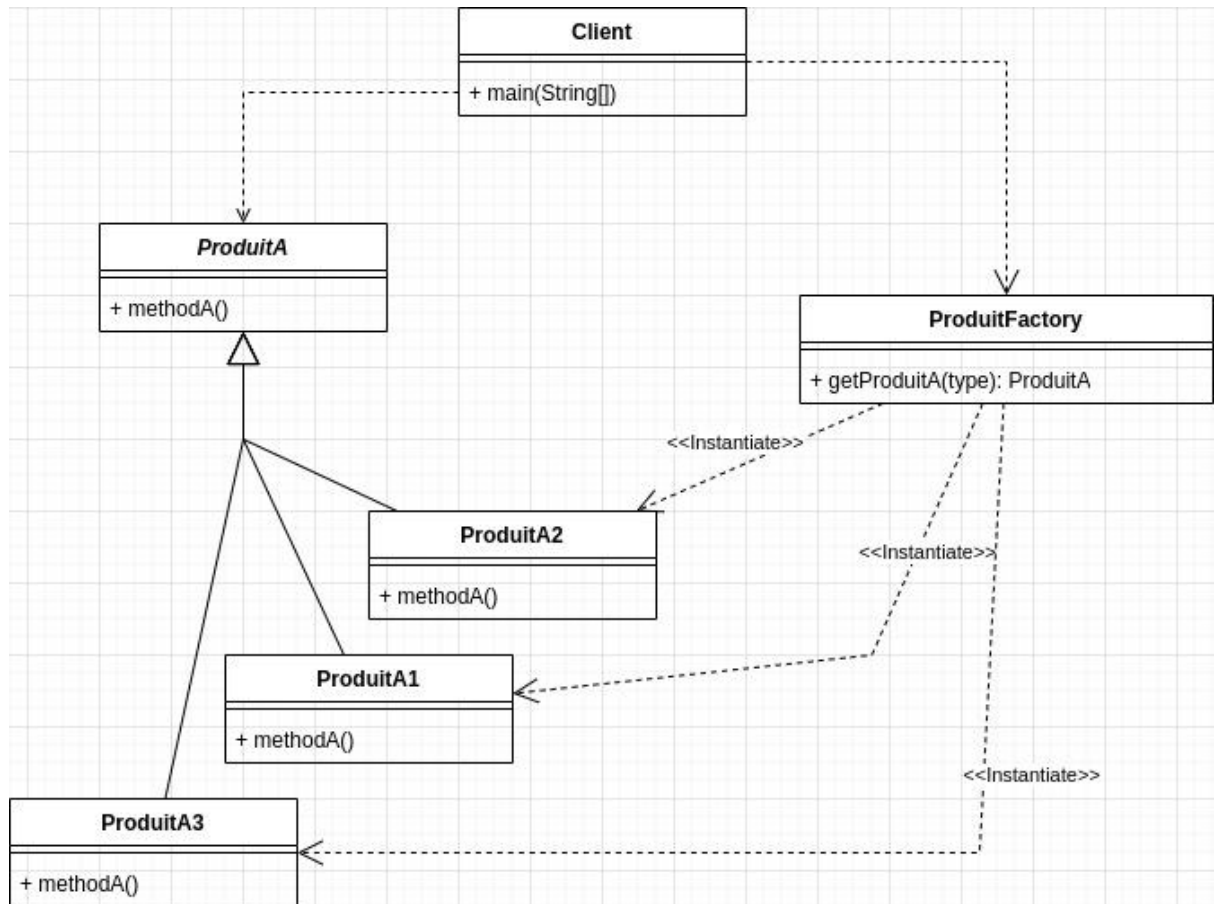 Client
+ main(String[])
ProduitA
+ methodA()
ProduitFactory
+ getProduitA(type): ProduitA
<<Instantiate>>
ProduitA2
+ methodA()
<<Instantiate>>
ProduitA1
+ methodA()
<<Instantiate>>
ProduitA3
+ methodA()